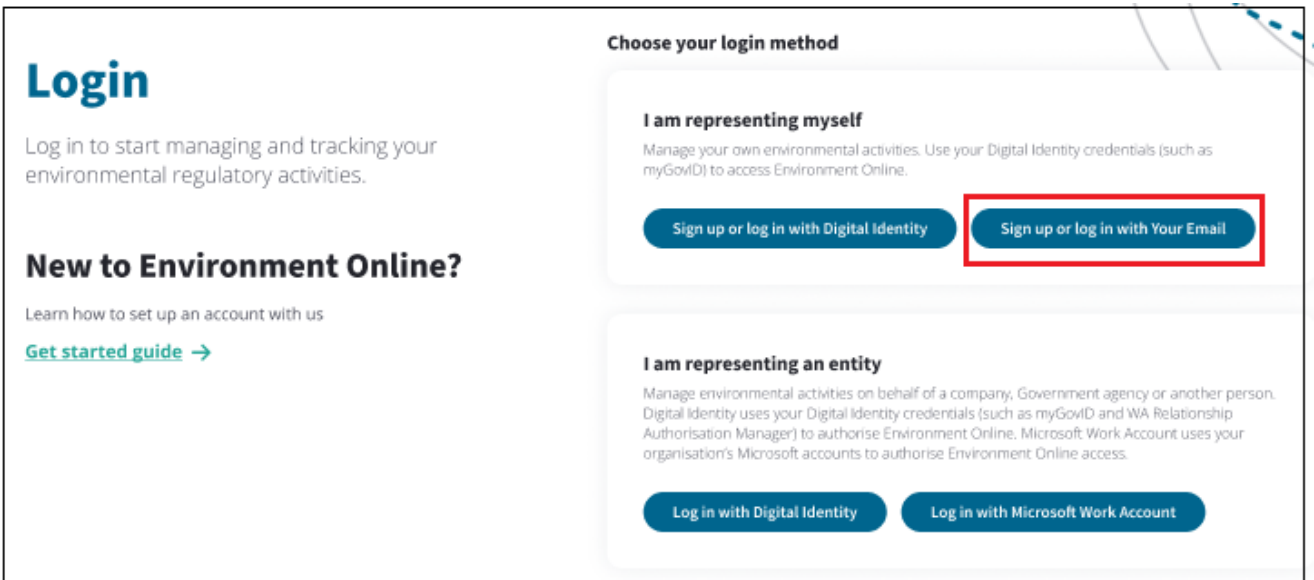 Login
Log in to start managing and tracking your
environmental regulatory activities.
New to Environment Online?
Learn how to set up an account with us
Get started guide →
Choose your login method
I am representing myself
Manage your own environmental activities. Use your Digital Identity credentials (such as
myGovID) to access Environment Online.
Sign up or log in with Digital Identity
Sign up or log in with Your Email
I am representing an entity
Manage environmental activities on behalf of a company, Government agency or another person.
Digital Identity uses your Digital Identity credentials (such as myGovID and WA Relationship
Authorisation Manager) to authorise Environment Online. Microsoft Work Account uses your
organisation's Microsoft accounts to authorise Environment Online access.
Log in with Digital Identity
Log in with Microsoft Work Account